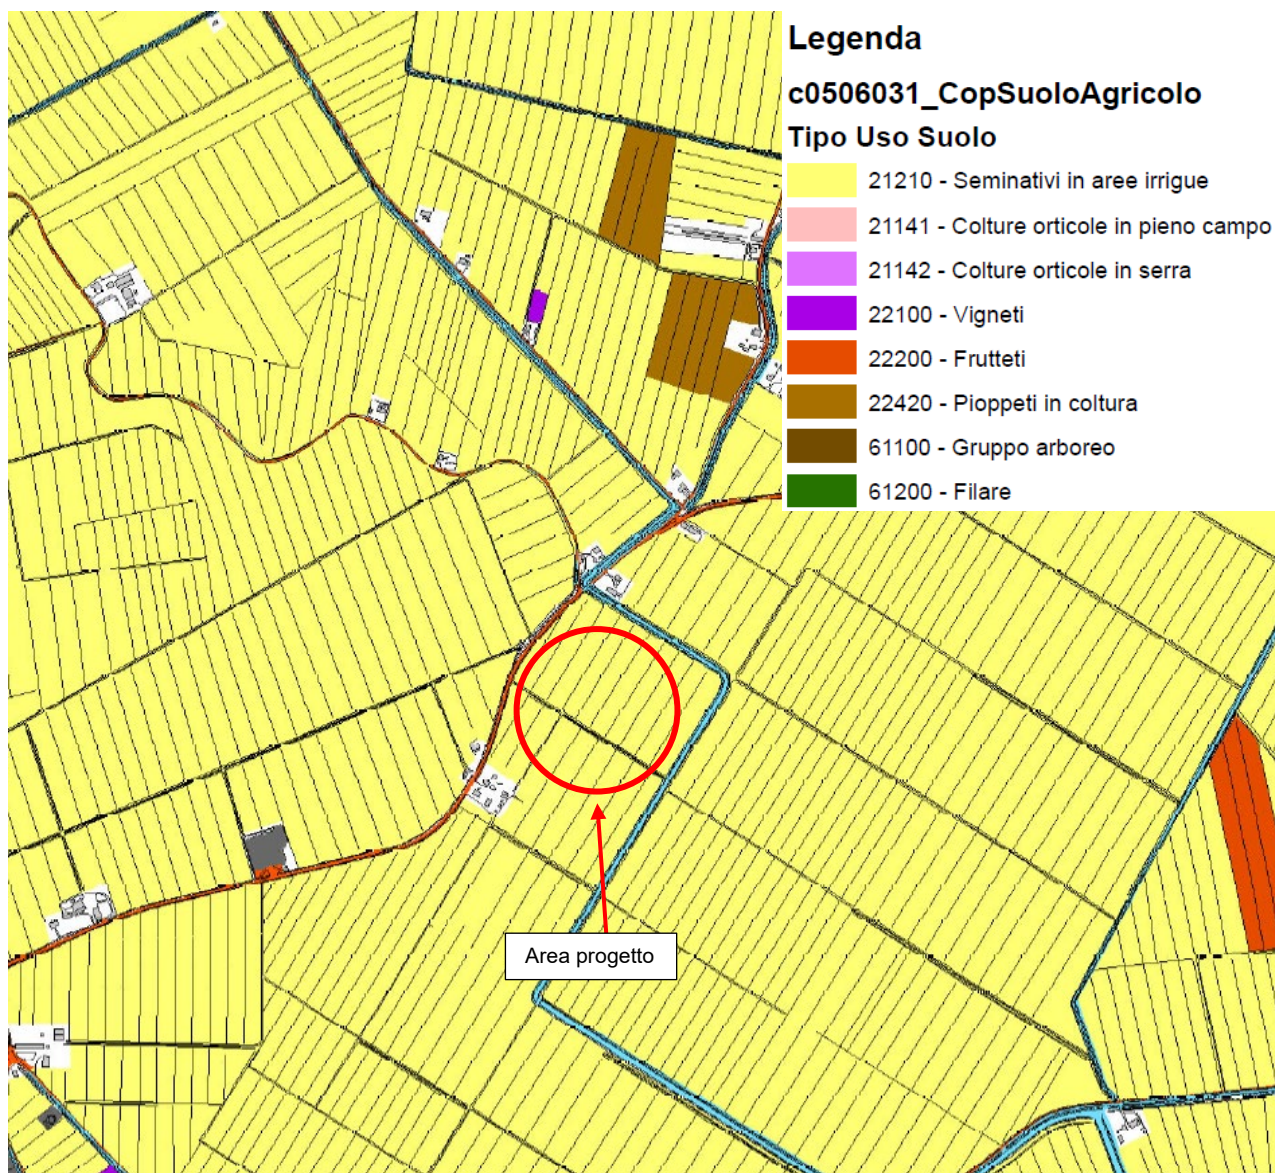 Legenda
c0506031_CopSuoloAgricolo
Tipo Uso Suolo
21210 - Seminativi in aree irrigue
21141 - Colture orticole in pieno campo
21142 - Colture orticole in serra
22100 - Vigneti
22200 - Frutteti
22420 - Pioppeti in coltura
61100 - Gruppo arboreo
61200 - Filare
Area progetto